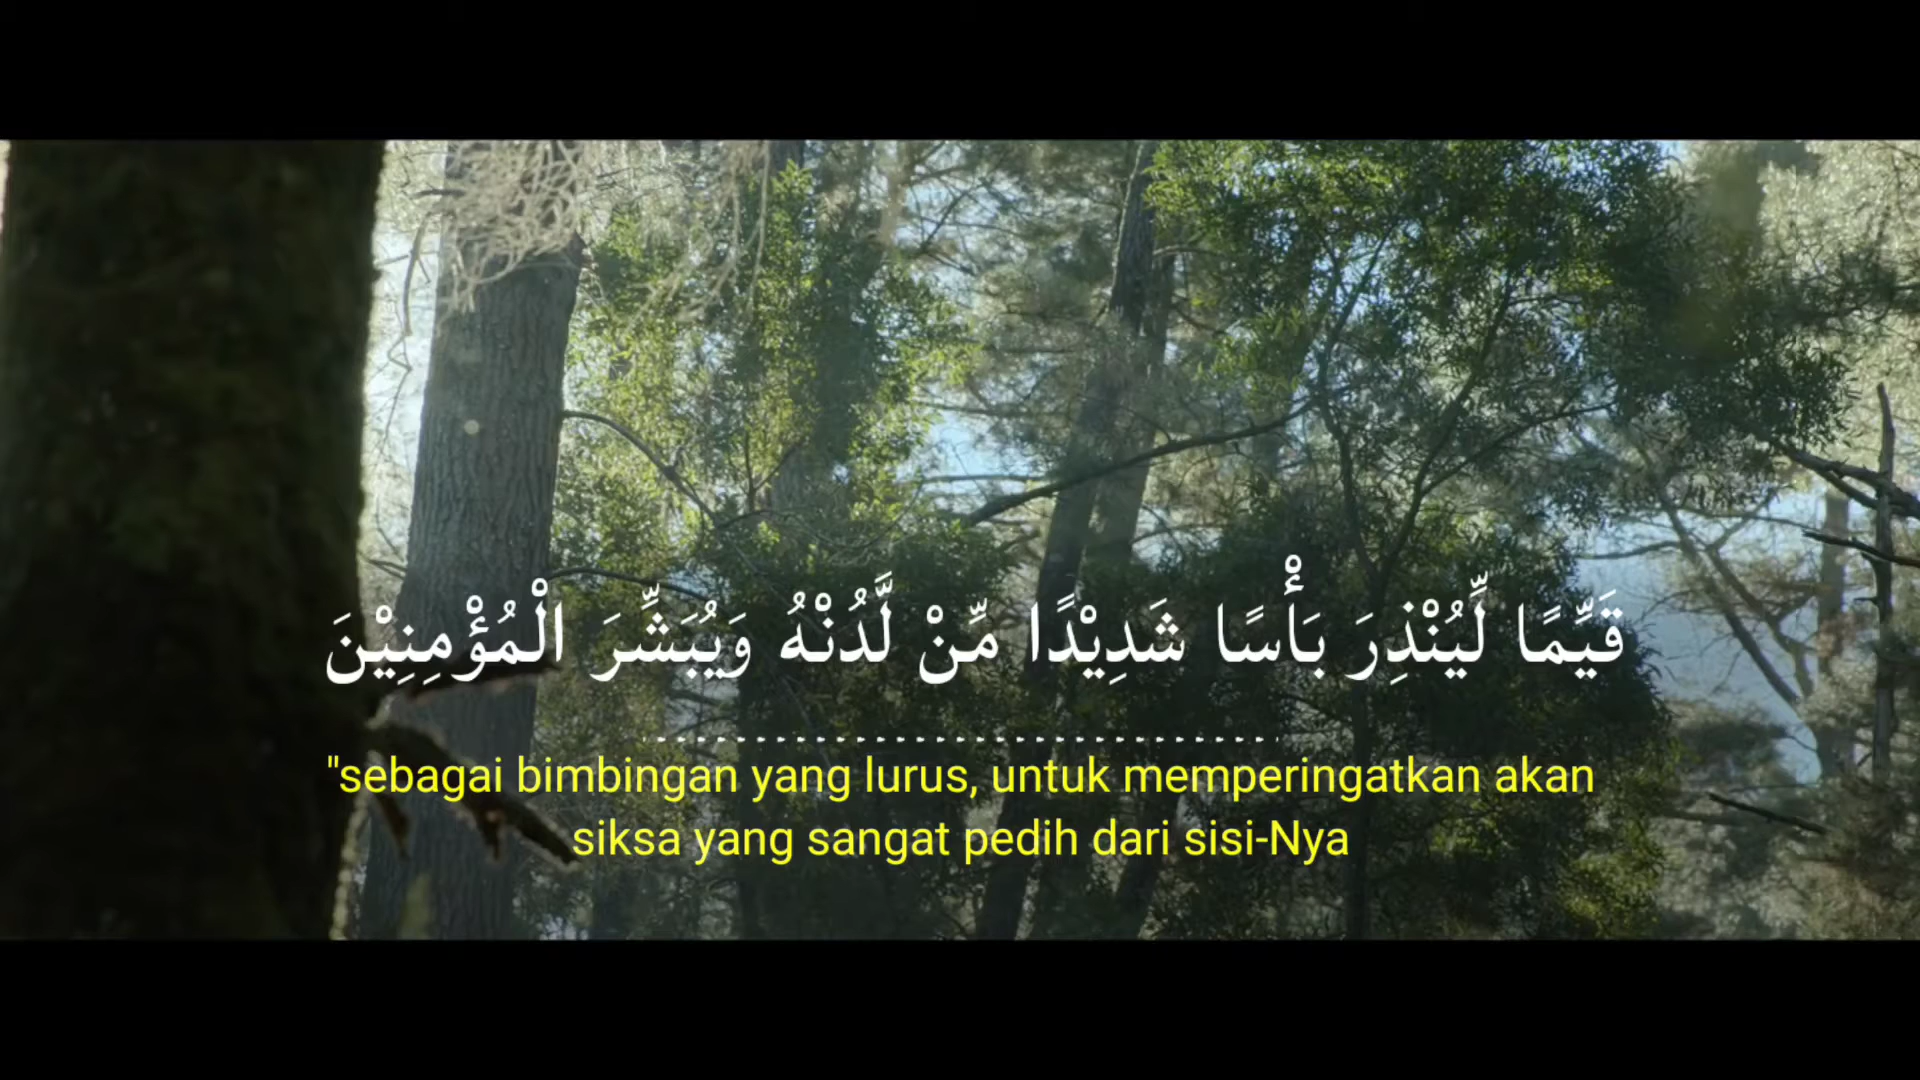 قَيِّمًا لِّيُنْذِرَ بَأْسًا شَدِيْدًا مِّنْ لَّدُنْهُ وَيُبَشِّرَ الْمُؤْمِنِيْنَ
"sebagai bimbingan yang lurus, untuk memperingatkan akan
siksa yang sangat pedih dari sisi-Nya